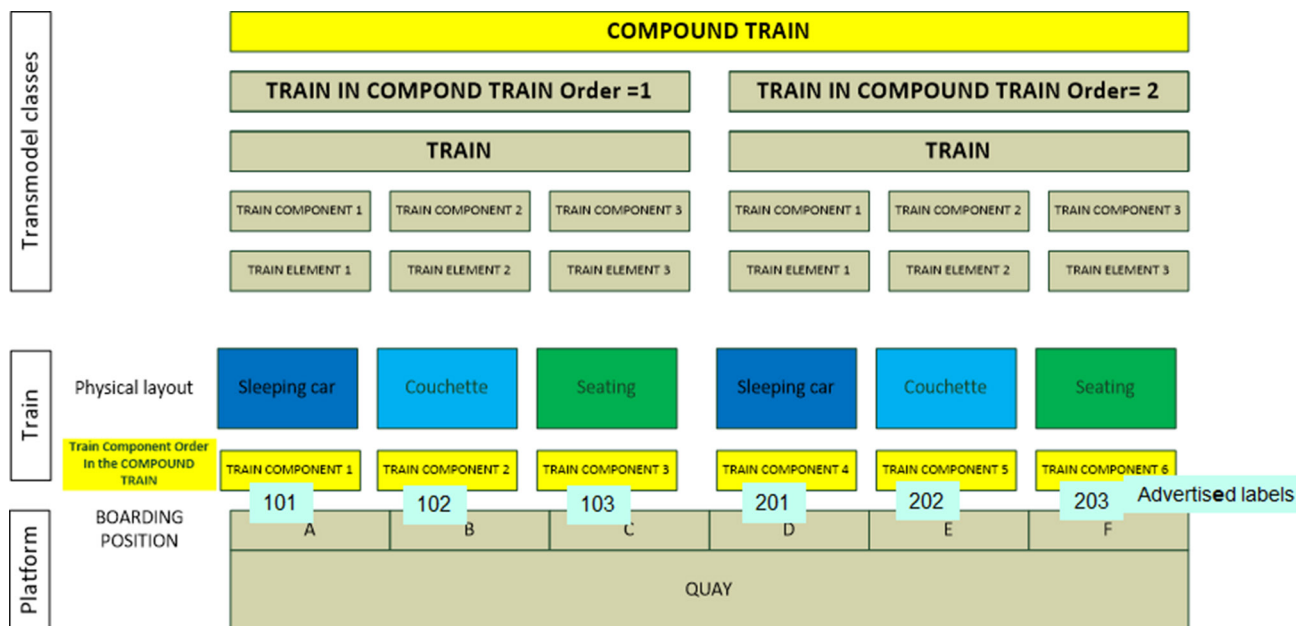 Transmodel classes
COMPOUND TRAIN
TRAIN IN COMPOND TRAIN Order =1
TRAIN IN COMPOUND TRAIN Order= 2
TRAIN
TRAIN
TRAIN COMPONENT 1
TRAIN COMPONENT 2
TRAIN COMPONENT 3
TRAIN COMPONENT 1
TRAIN COMPONENT 2
TRAIN COMPONENT 3
TRAIN ELEMENT 1
TRAIN ELEMENT 2
TRAIN ELEMENT 3
TRAIN ELEMENT 1
TRAIN ELEMENT 2
TRAIN ELEMENT 3
Train
Physical layout
Sleeping car
Couchette
Seating
Sleeping car
Couchette
Seating
Train Component Order
In the COMPOUND
TRAIN
TRAIN COMPONENT 1
TRAIN COMPONENT 2
TRAIN COMPONENT 3
TRAIN COMPONENT 4
TRAIN COMPONENT 5
TRAIN COMPONENT 6
101
102
103
201
202
203
Advertised labels
Platform
BOARDING
POSITION
A
B
C
D
E
F
QUAY